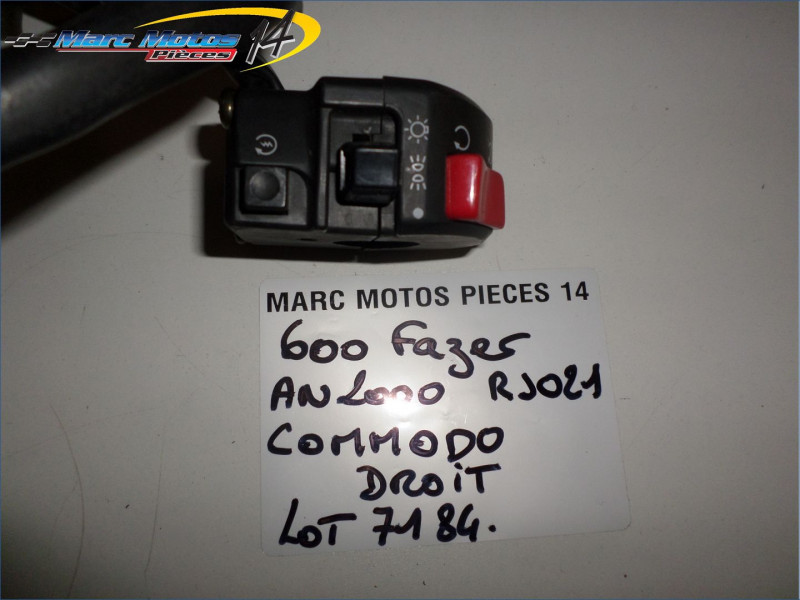 Marc Motos 14
Pièces
MARC MOTOS PIECES 14
600 Fazer
AN 2000 RJ021
COMMODO
DROIT
LOT 7184.